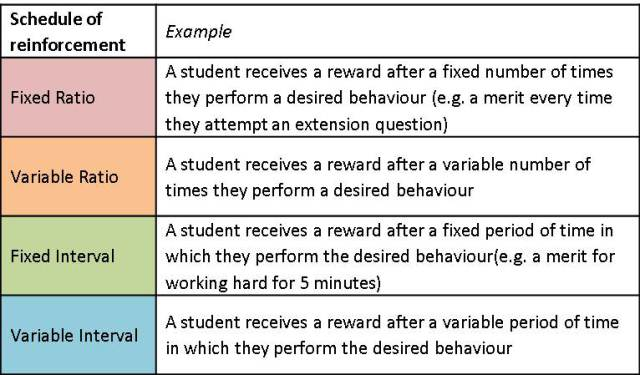 Schedule of
reinforcement
Example
Fixed Ratio
A student receives a reward after a fixed number of times
they perform a desired behaviour (e.g. a merit every time
they attempt an extension question)
Variable Ratio
A student receives a reward after a variable number of
times they perform a desired behaviour
Fixed Interval
A student receives a reward after a fixed period of time in
which they perform the desired behaviour(e.g. a merit for
working hard for 5 minutes)
Variable Interval
A student receives a reward after a variable period of time
in which they perform the desired behaviour